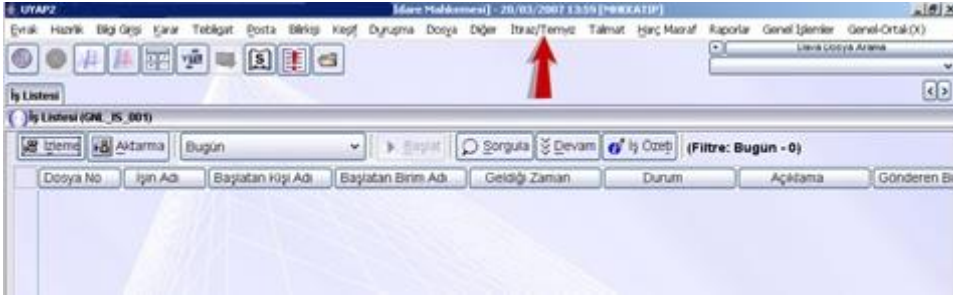 UYAP2 [İdare Mahkemesi] - 20/03/2007 13:59 [MHRKATIP]
Evrak Hazırlık Bilgi Girişi Karar Tebligat Posta Bilirkişi Keşif Duruşma Dosya Diğer İtiraz/Temyiz Talimat Harç Masraf Raporlar Genel İşlemler Genel-Ortak(X)
Dava Dosya Arama
İş Listesi
İş Listesi (GNL_IS_001)
İzleme Aktarma Bugün Başlat Sorgula Devam İş Özeti (Filtre: Bugün - 0)
Dosya No İşin Adı Başlatan Kişi Adı Başlatan Birim Adı Geldiği Zaman Durum Açıklama Gönderen Bi